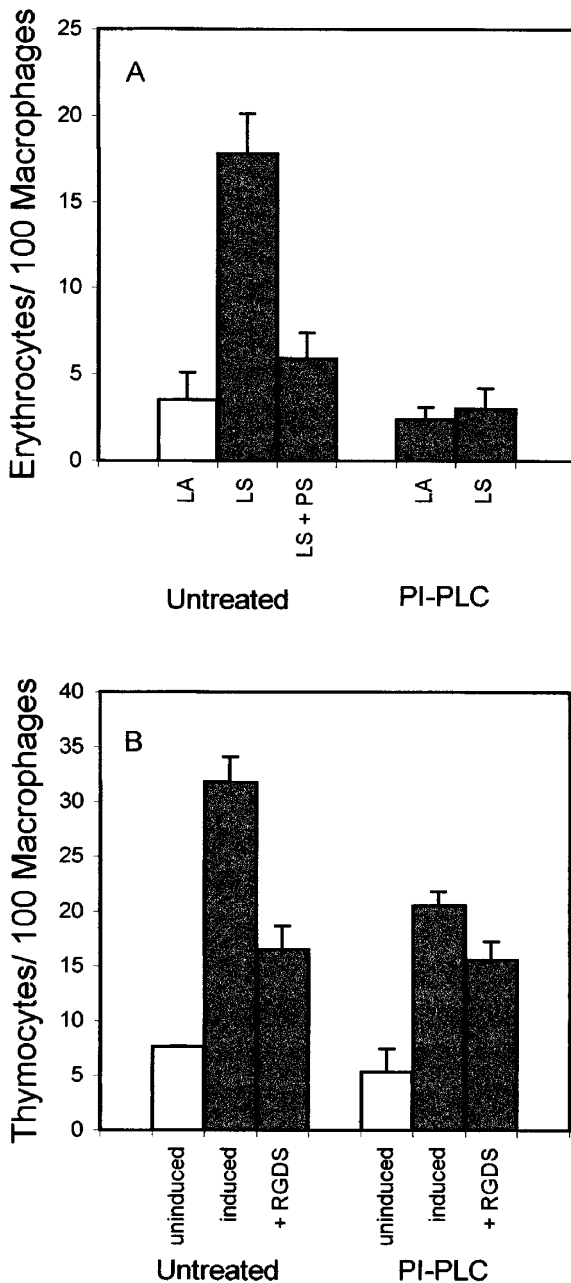 A
Erythrocytes/ 100 Macrophages
25
20
15
10
5
0
LA
LS
LS + PS
LA
LS
Untreated
PI-PLC
B
Thymocytes/ 100 Macrophages
40
35
30
25
20
15
10
5
0
uninduced
induced
+ RGDS
uninduced
induced
+ RGDS
Untreated
PI-PLC